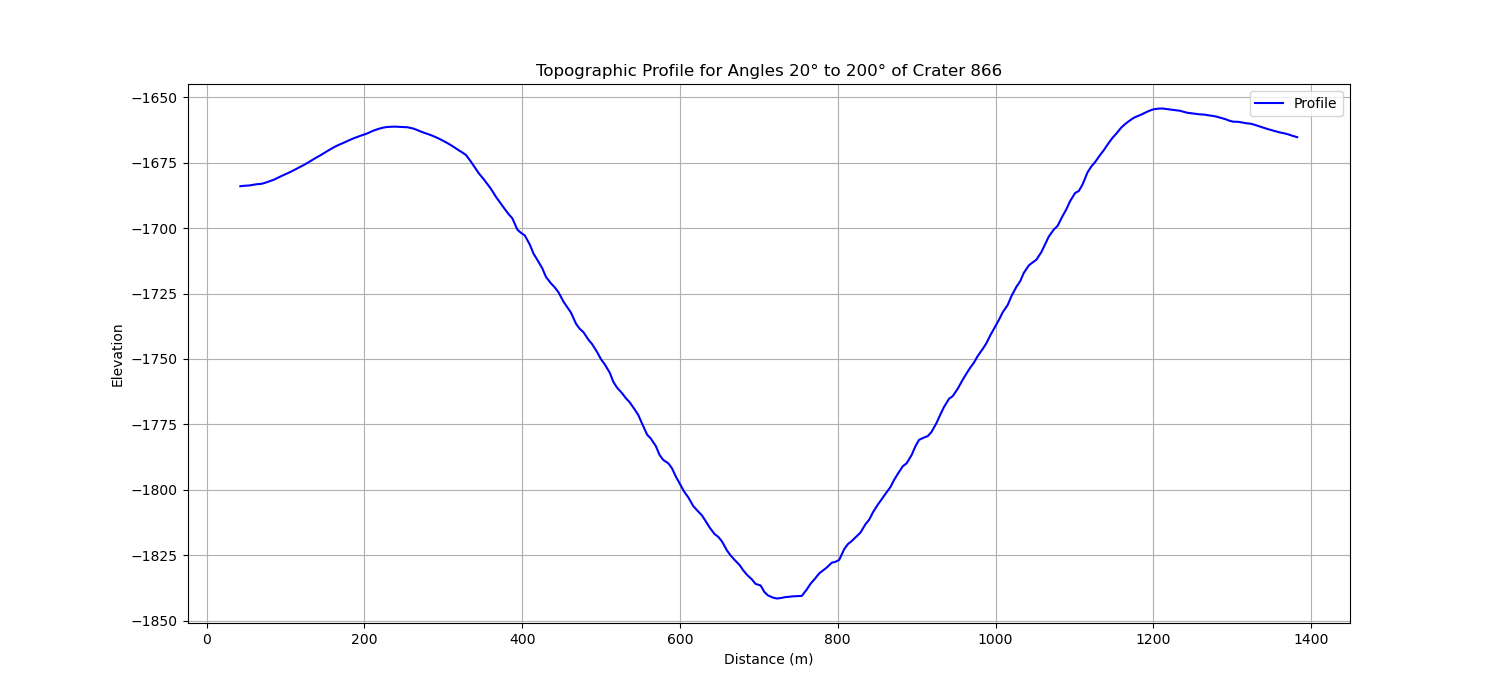 Topographic Profile for Angles 20° to 200° of Crater 866
Profile
Elevation
−1650
−1675
−1700
−1725
−1750
−1775
−1800
−1825
−1850
0 200 400 600 800 1000 1200 1400
Distance (m)